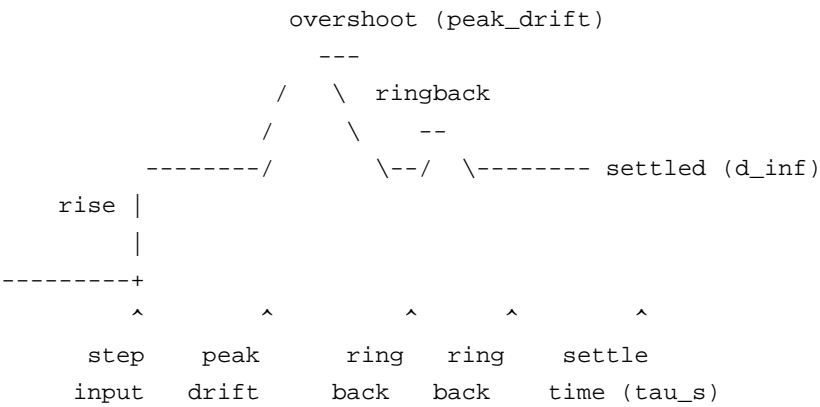 overshoot (peak_drift)
---
/ \ ringback
/ \ --
--------/ \--/ \-------- settled (d_inf)
rise |
|
---------+
^ ^ ^ ^ ^
step peak ring ring settle
input drift back back time (tau_s)